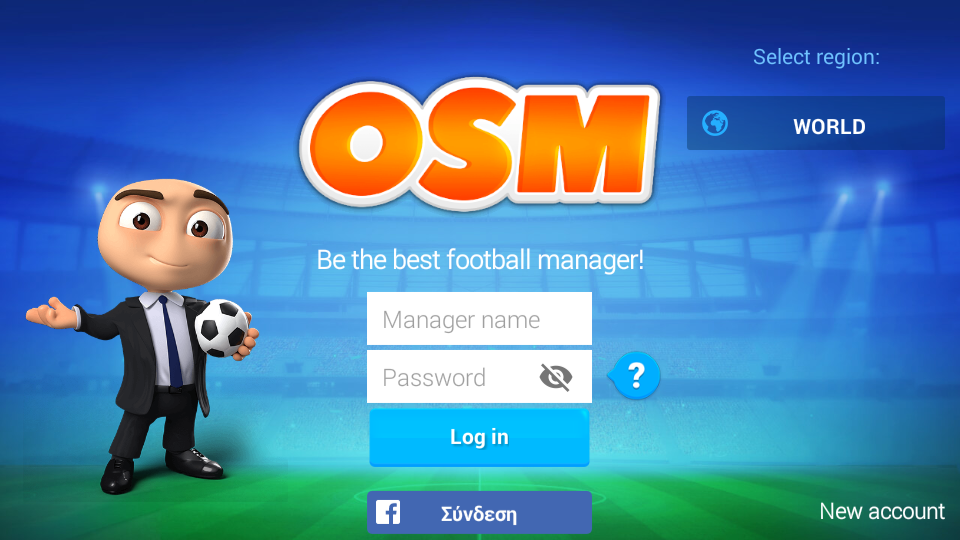 Select region:
WORLD
OSM
Be the best football manager!
Manager name
Password
?
Log in
Σύνδεση
New account